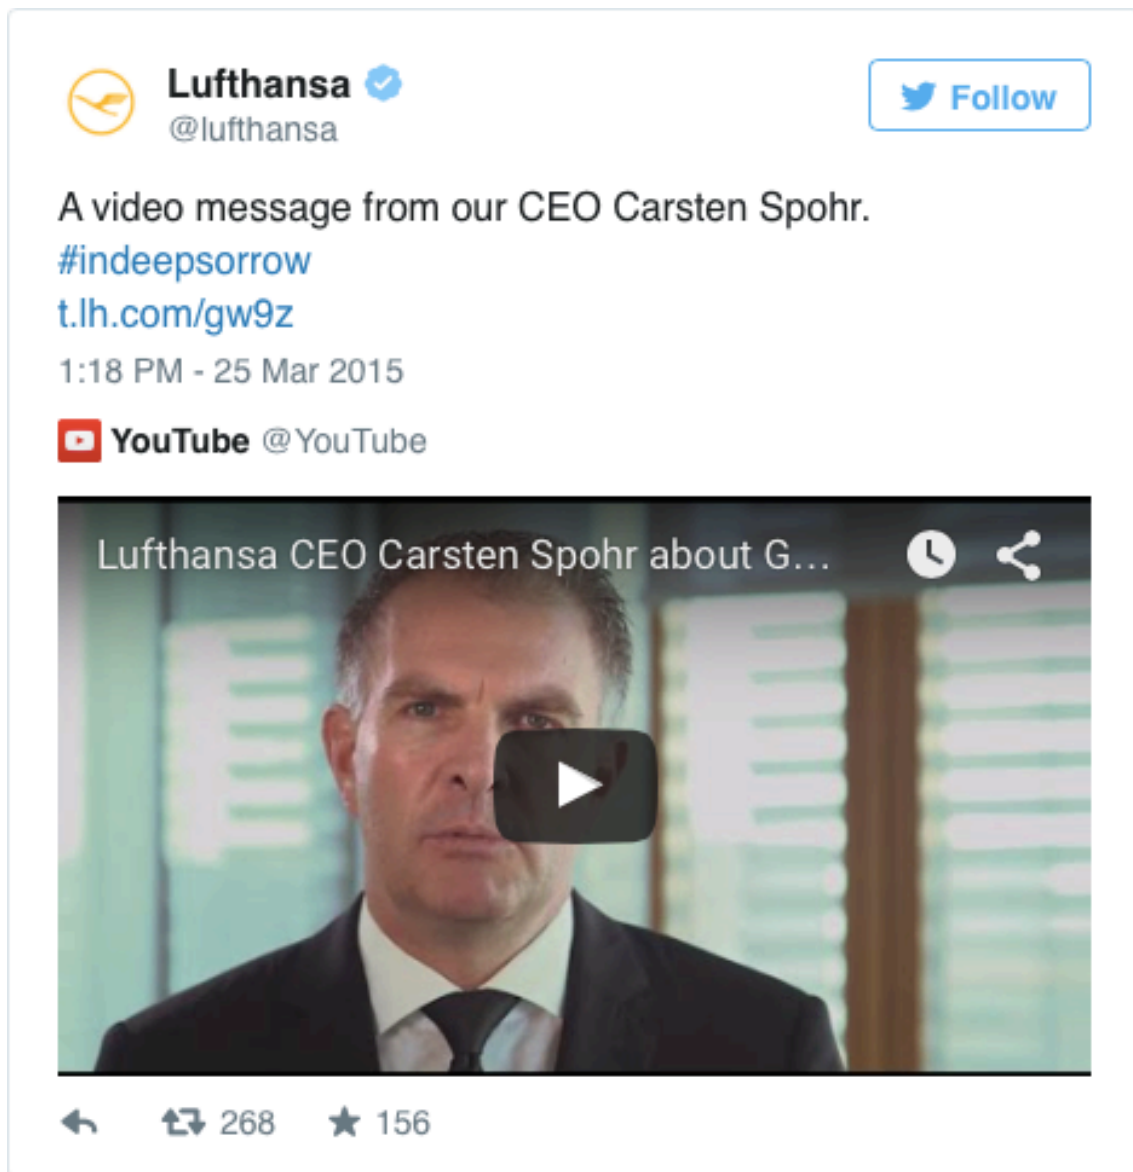 Lufthansa
@lufthansa
Follow
A video message from our CEO Carsten Spohr.
#indeepsorrow
t.lh.com/gw9z
1:18 PM - 25 Mar 2015
YouTube @YouTube
Lufthansa CEO Carsten Spohr about G...
268 156